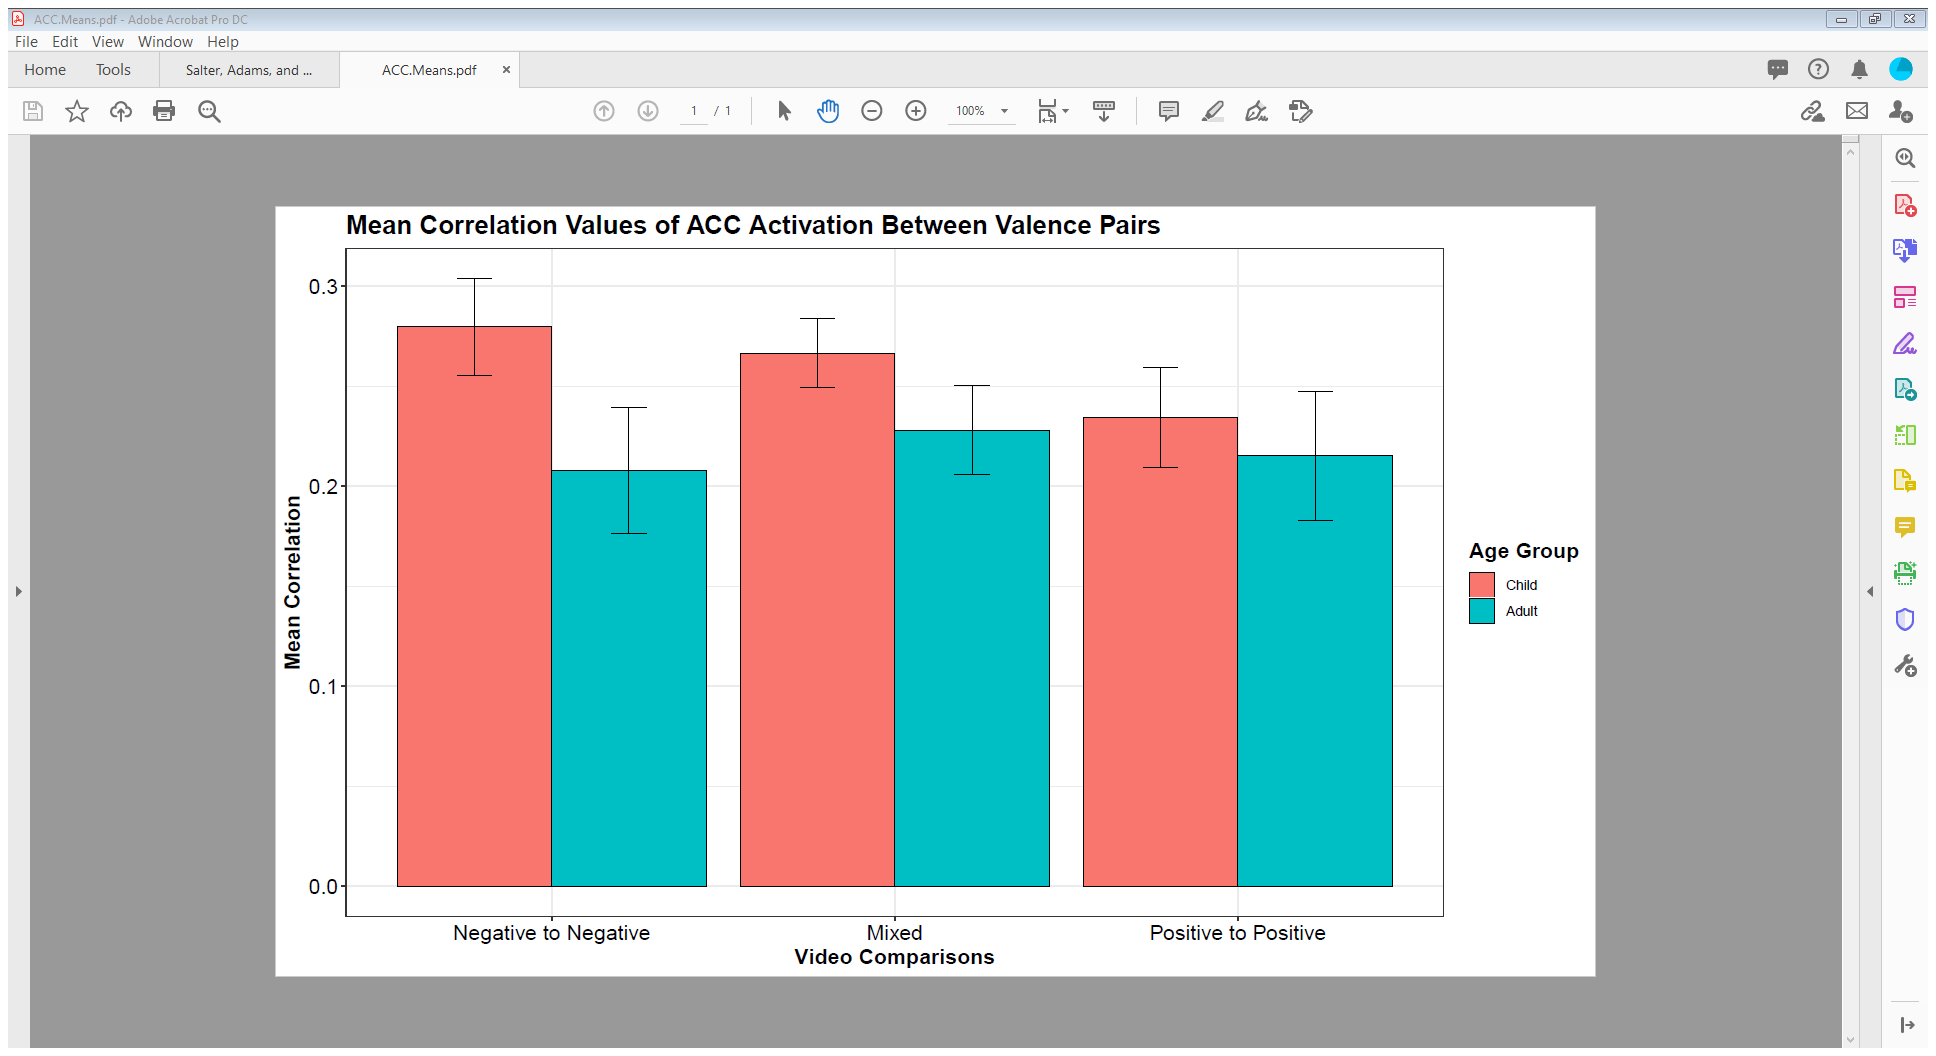 ACC.Means.pdf - Adobe Acrobat Pro DC
File Edit View Window Help
Home Tools Salter, Adams, and ... ACC.Means.pdf ×
1 / 1 100%
Mean Correlation Values of ACC Activation Between Valence Pairs
0.3
0.2
0.1
0.0
Mean Correlation
Negative to Negative Mixed Positive to Positive
Video Comparisons
Age Group
Child
Adult